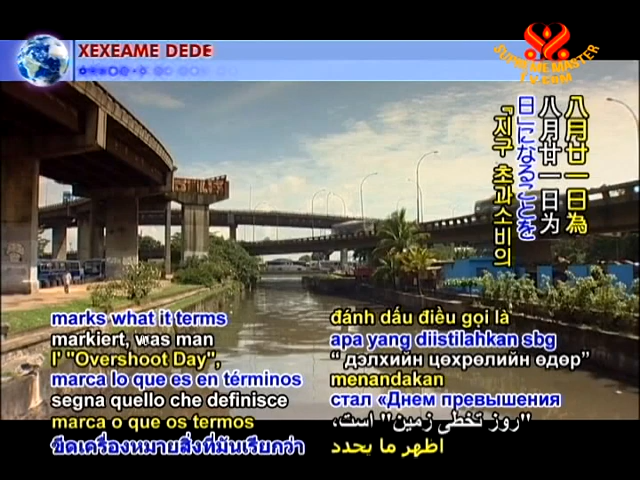 XEXEAME DEDE
SUPREME MASTER
TV.COM
八月廿一日為
八月廿一日为
日」になることを
『지구 초과소비의
marks what it terms
markiert, was man
l' "Overshoot Day",
marca lo que es en términos
segna quello che definisce
marca o que os termos
ขีดเครื่องหมายสิ่งที่มันเรียกว่า
đánh dấu điều gọi là
apa yang diistilahkan sbg
“ дэлхийн цөхрөлийн өдөр”
menandakan
стал «Днем превышения
"روز تخطی زمین" است،
اظهر ما يحدد